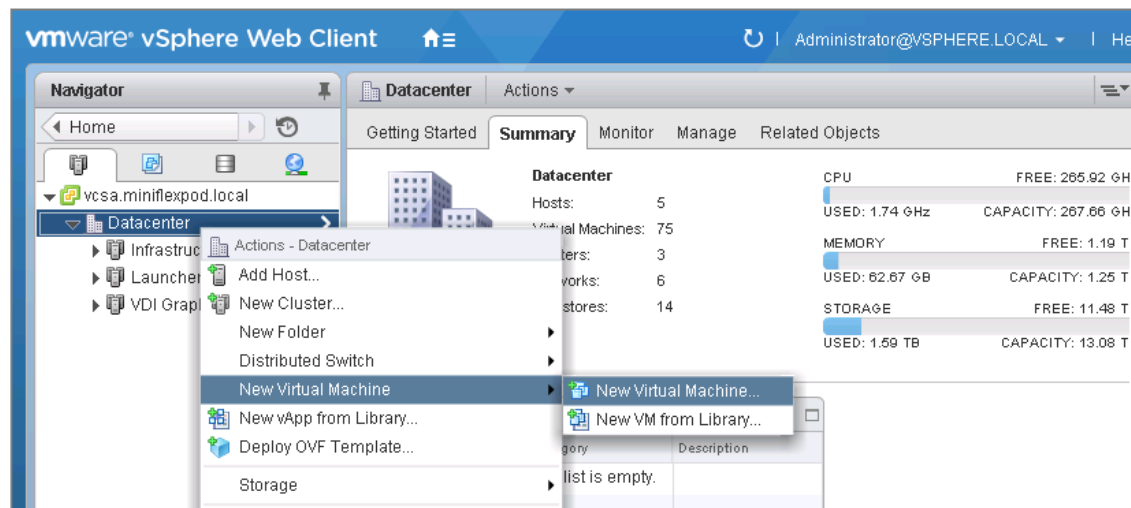 vmware® vSphere Web Client
Administrator@VSPHERE.LOCAL
Navigator
Datacenter
Actions
Home
Getting Started
Summary
Monitor
Manage
Related Objects
vcsa.miniflexpod.local
Datacenter
Datacenter
Hosts: 5
Virtual Machines: 75
3
6
14
CPU FREE: 265.92 GH
USED: 1.74 GHz CAPACITY: 267.66 GH
MEMORY FREE: 1.19 T
USED: 62.67 GB CAPACITY: 1.25 T
STORAGE FREE: 11.48 T
USED: 1.59 TB CAPACITY: 13.08 T
Actions - Datacenter
Add Host...
New Cluster...
New Folder
Distributed Switch
New Virtual Machine
New vApp from Library...
Deploy OVF Template...
Storage
New Virtual Machine...
New VM from Library...
Description
list is empty.